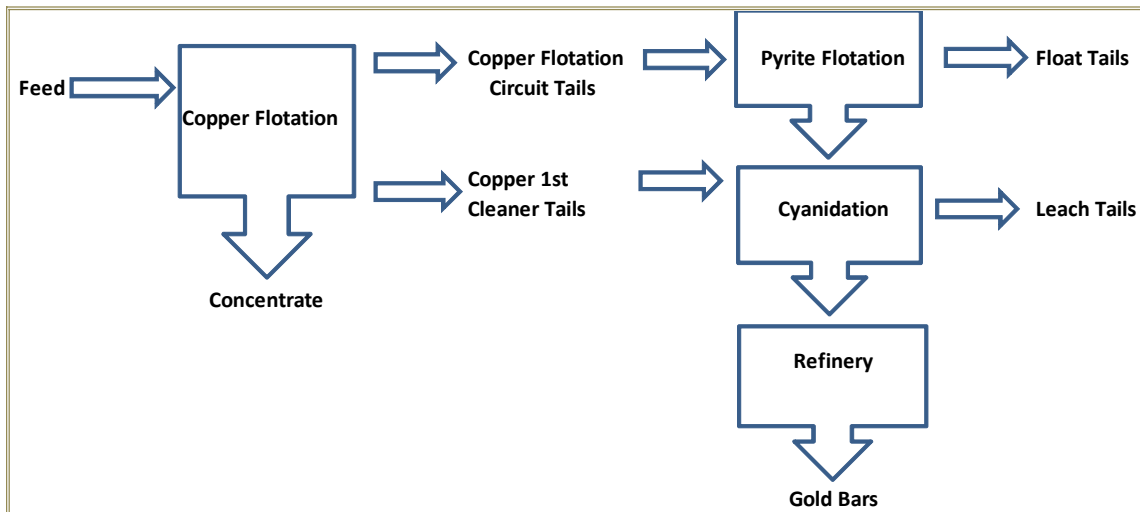 Feed
Copper Flotation
Copper Flotation
Circuit Tails
Pyrite Flotation
Float Tails
Copper 1st
Cleaner Tails
Cyanidation
Leach Tails
Concentrate
Refinery
Gold Bars